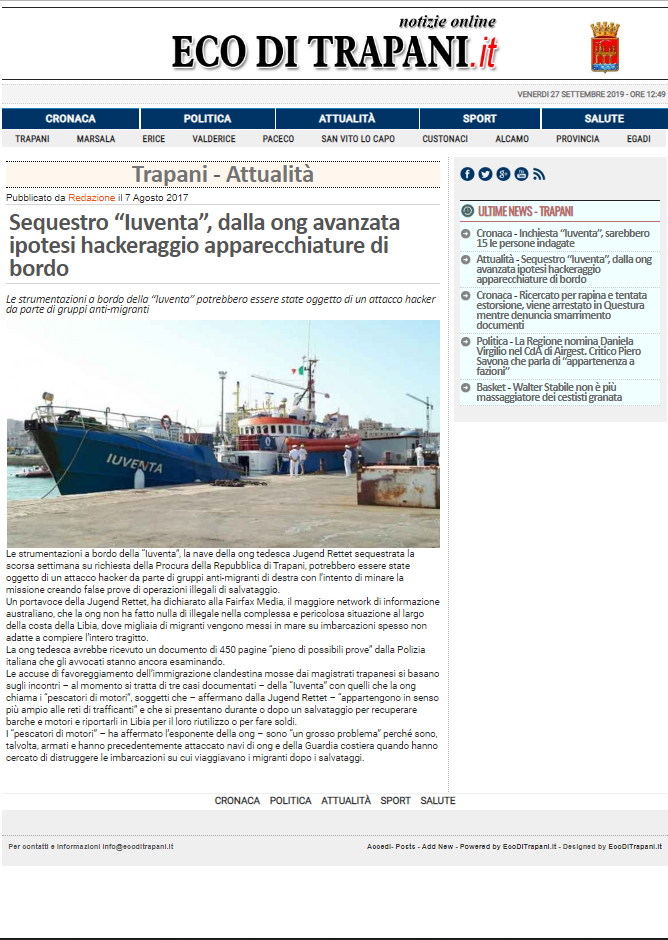 notizie online
ECO DI TRAPANI.it
VENERDI 27 SETTEMBRE 2019 - ORE 12:49
CRONACA POLITICA ATTUALITÀ SPORT SALUTE
TRAPANI MARSALA ERICE VALDERICE PACECO SAN VITO LO CAPO CUSTONACI ALCAMO PROVINCIA EGADI
Trapani - Attualità
Pubblicato da Redazione il 7 Agosto 2017
Sequestro “Iuventa”, dalla ong avanzata
ipotesi hackeraggio apparecchiature di
bordo
Le strumentazioni a bordo della “Iuventa” potrebbero essere state oggetto di un attacco hacker
da parte di gruppi anti-migranti
IUVENTA
Le strumentazioni a bordo della “Iuventa”, la nave della ong tedesca Jugend Rettet sequestrata la
scorsa settimana su richiesta della Procura della Repubblica di Trapani, potrebbero essere state
oggetto di un attacco hacker da parte di gruppi anti-migranti di destra con l’intento di minare la
missione creando false prove di operazioni illegali di salvataggio.
Un portavoce della Jugend Rettet, ha dichiarato alla Fairfax Media, il maggiore network di informazione
australiano, che la ong non ha fatto nulla di illegale nella complessa e pericolosa situazione al largo
della costa della Libia, dove migliaia di migranti vengono messi in mare su imbarcazioni spesso non
adatte a compiere l’intero tragitto.
La ong tedesca avrebbe ricevuto un documento di 450 pagine “pieno di possibili prove” dalla Polizia
italiana che gli avvocati stanno ancora esaminando.
Le accuse di favoreggiamento dell’immigrazione clandestina mosse dai magistrati trapanesi si basano
sugli incontri – al momento si tratta di tre casi documentati – della “Iuventa” con quelli che la ong
chiama i “pescatori di motori”, soggetti che – affermano dalla Jugend Rettet – “appartengono in senso
più ampio alle reti di trafficanti” e che si presentano durante o dopo un salvataggio per recuperare
barche e motori e riportarli in Libia per il loro riutilizzo o per fare soldi.
I “pescatori di motori” – ha affermato l’esponente della ong – sono “un grosso problema” perché sono,
talvolta, armati e hanno precedentemente attaccato navi di ong e della Guardia costiera quando hanno
cercato di distruggere le imbarcazioni su cui viaggiavano i migranti dopo i salvataggi.
ULTIME NEWS - TRAPANI
Cronaca - Inchiesta “Iuventa”, sarebbero
15 le persone indagate
Attualità - Sequestro “Iuventa”, dalla ong
avanzata ipotesi hackeraggio
apparecchiature di bordo
Cronaca - Ricercato per rapina e tentata
estorsione, viene arrestato in Questura
mentre denuncia smarrimento
documenti
Politica - La Regione nomina Daniela
Virgilio nel CdA di Airgest. Critico Piero
Savona che parla di “appartenenza a
fazioni”
Basket - Walter Stabile non è più
massaggiatore dei cestisti granata
CRONACA POLITICA ATTUALITÀ SPORT SALUTE
Per contatti e informazioni info@ecoditrapani.it
Accedi- Posts - Add New - Powered by EcoDiTrapani.it - Designed by EcoDiTrapani.it